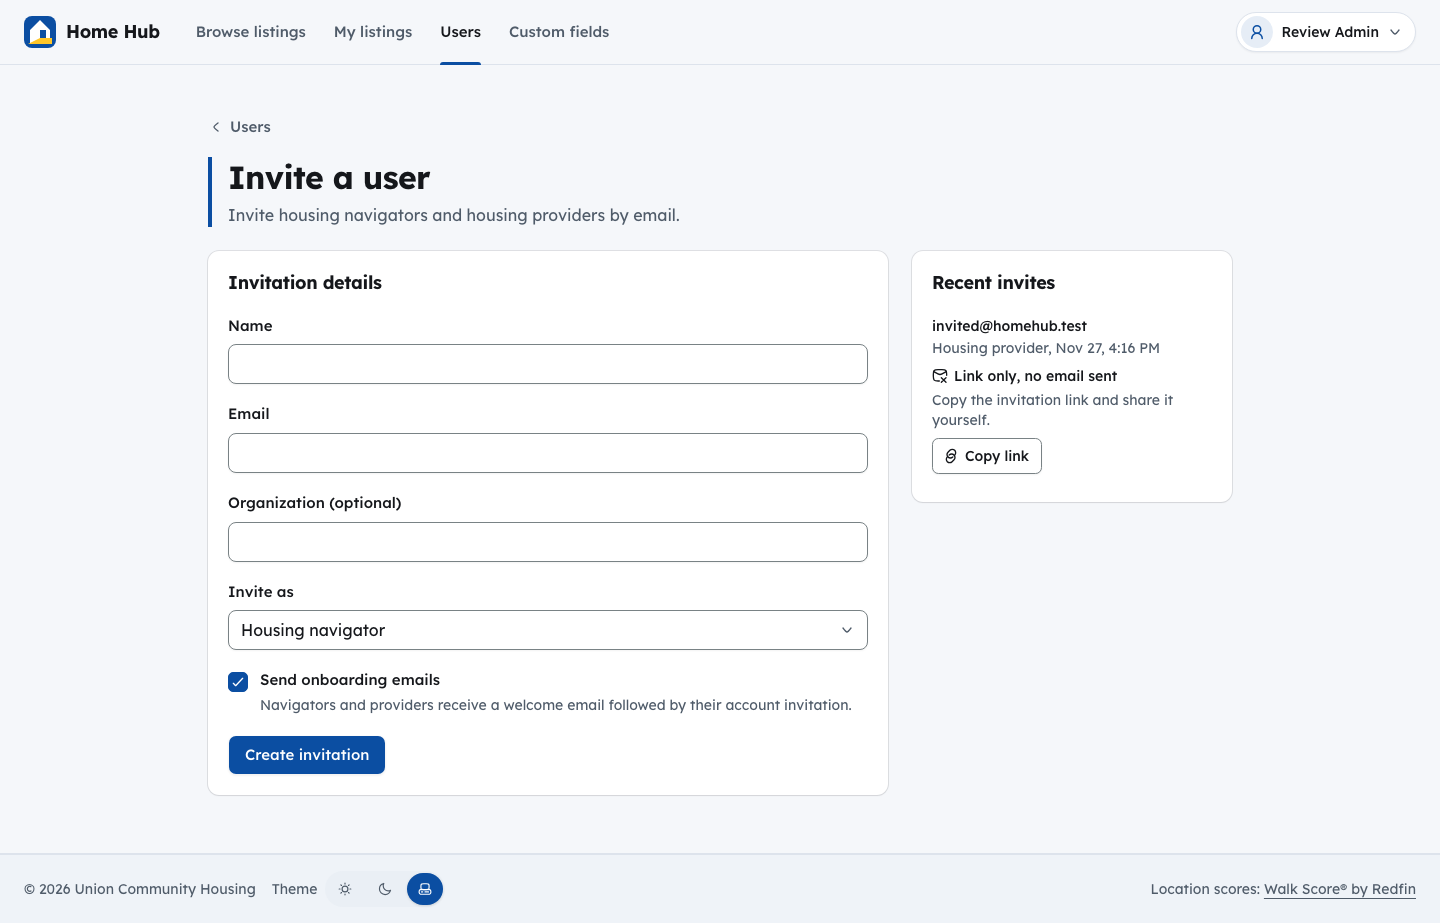 Home Hub
Browse listings
My listings
Users
Custom fields
Review Admin
Users
Invite a user
Invite housing navigators and housing providers by email.
Invitation details
Name
Email
Organization (optional)
Invite as
Housing navigator
Send onboarding emails
Navigators and providers receive a welcome email followed by their account invitation.
Create invitation
Recent invites
invited@homehub.test
Housing provider, Nov 27, 4:16 PM
Link only, no email sent
Copy the invitation link and share it
yourself.
Copy link
© 2026 Union Community Housing
Theme
Location scores: Walk Score® by Redfin